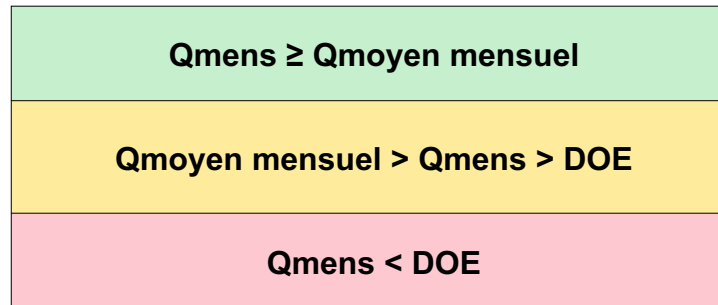 Qmens ≥ Qmoyen mensuel
Qmoyen mensuel > Qmens > DOE
Qmens < DOE